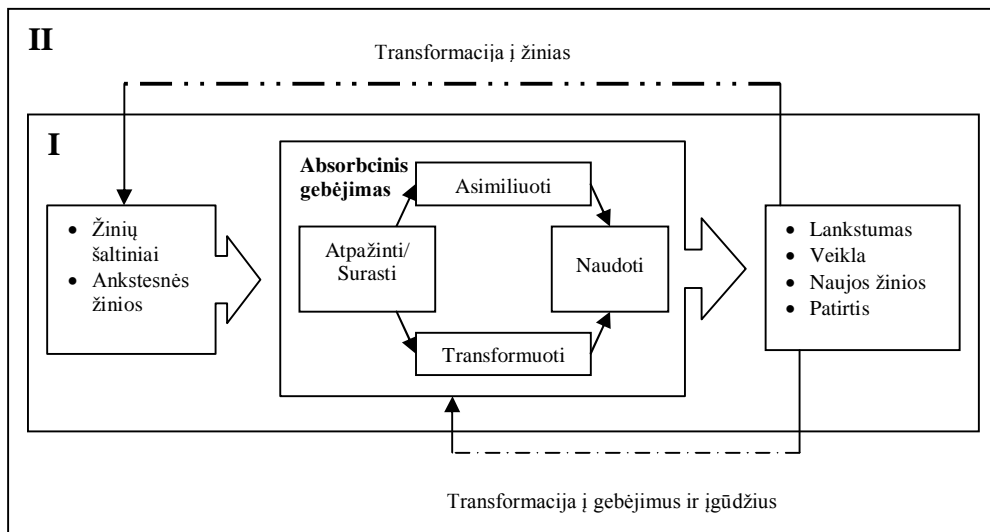 II
Transformacija į žinias
I
Absorbcinis
gebėjimas
Asimiliuoti
• Žinių
šaltiniai
• Ankstesnės
žinios
Atpažinti/
Surasti
Naudoti
Transformuoti
• Lankstumas
• Veikla
• Naujos žinios
• Patirtis
Transformacija į gebėjimus ir įgūdžius